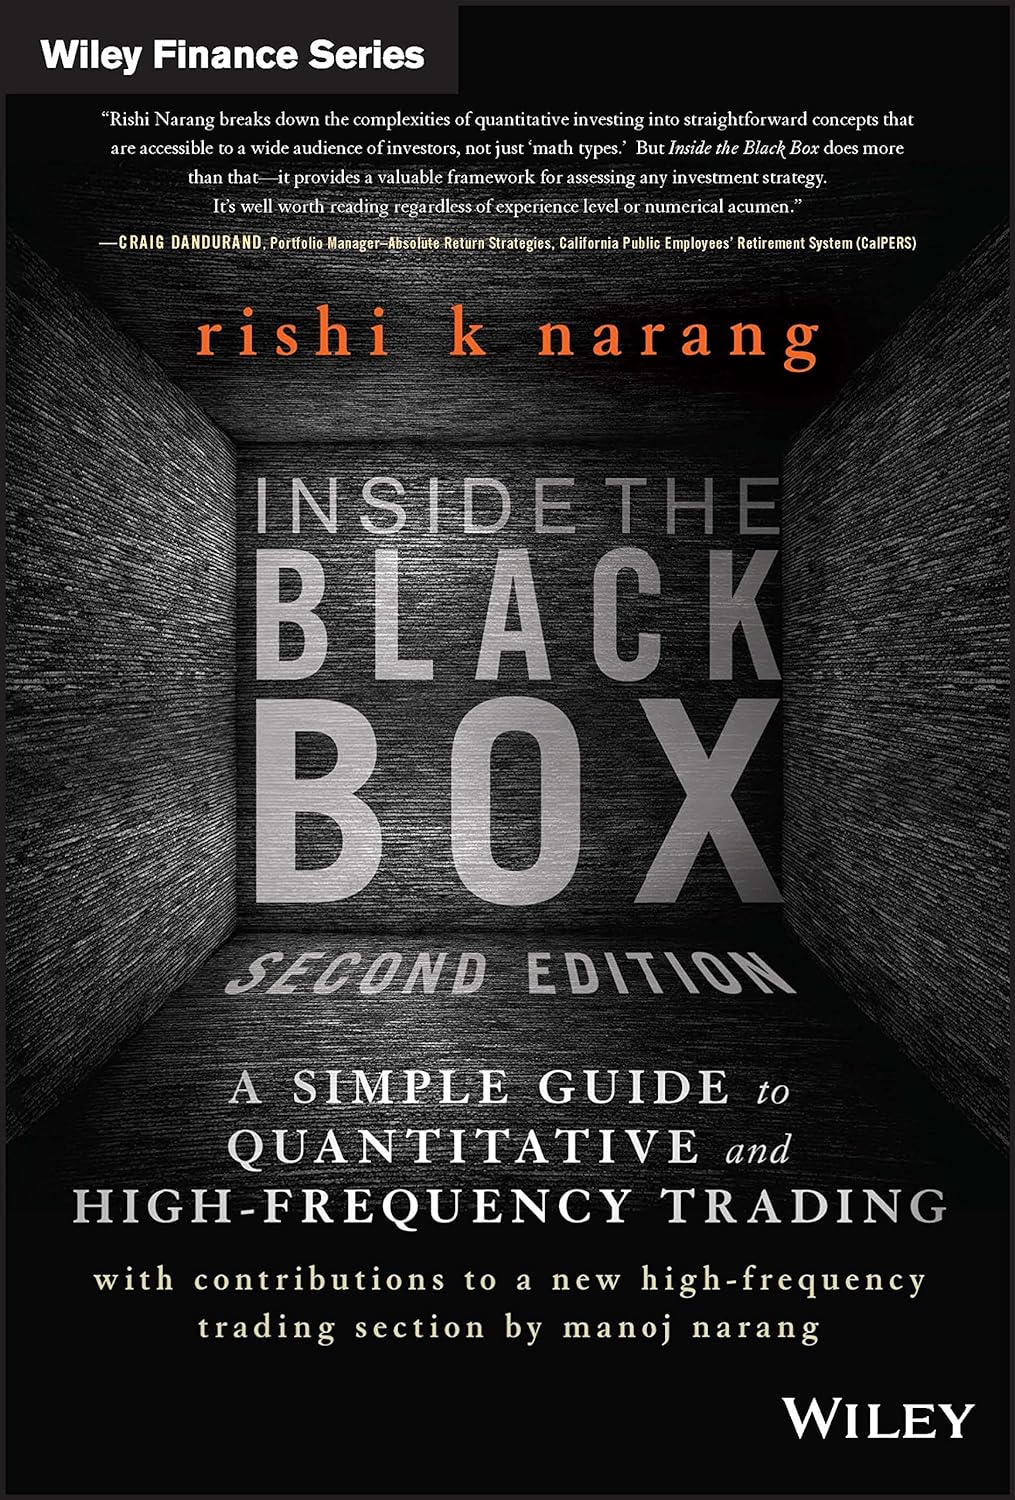 Wiley Finance Series
“Rishi Narang breaks down the complexities of quantitative investing into straightforward concepts that
are accessible to a wide audience of investors, not just ‘math types.’ But Inside the Black Box does more
than that—it provides a valuable framework for assessing any investment strategy.
It’s well worth reading regardless of experience level or numerical acumen.”
—CRAIG DANDURAND, Portfolio Manager–Absolute Return Strategies, California Public Employees’ Retirement System (CalPERS)
rishi k narang
INSIDE THE
BLACK
BOX
SECOND EDITION
A SIMPLE GUIDE to
QUANTITATIVE and
HIGH-FREQUENCY TRADING
with contributions to a new high-frequency
trading section by manoj narang
WILEY